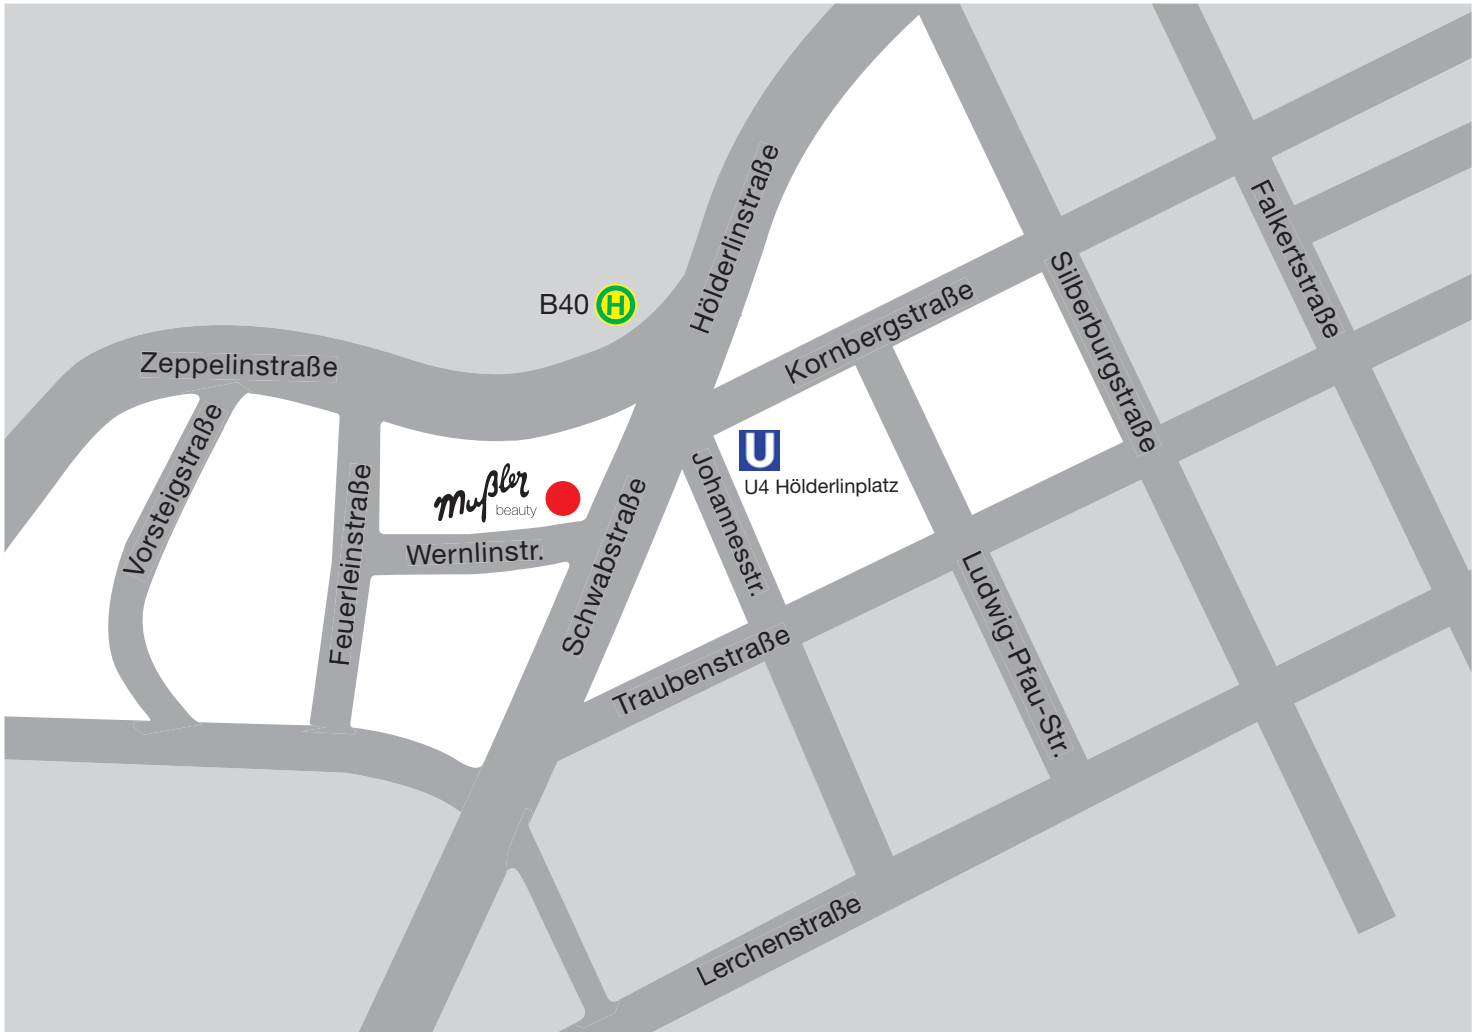 Hölderlinstraße
Falkertstraße
B40 H
Silberburgstraße
Kornbergstraße
Zeppelinstraße
Vorsteigstraße
U
U4 Hölderlinplatz
Johannesstr.
Feuerleinstraße
Mußler
beauty
Schwabstraße
Wernlinstr.
Ludwig-Pfau-Str.
Traubenstraße
Lerchenstraße